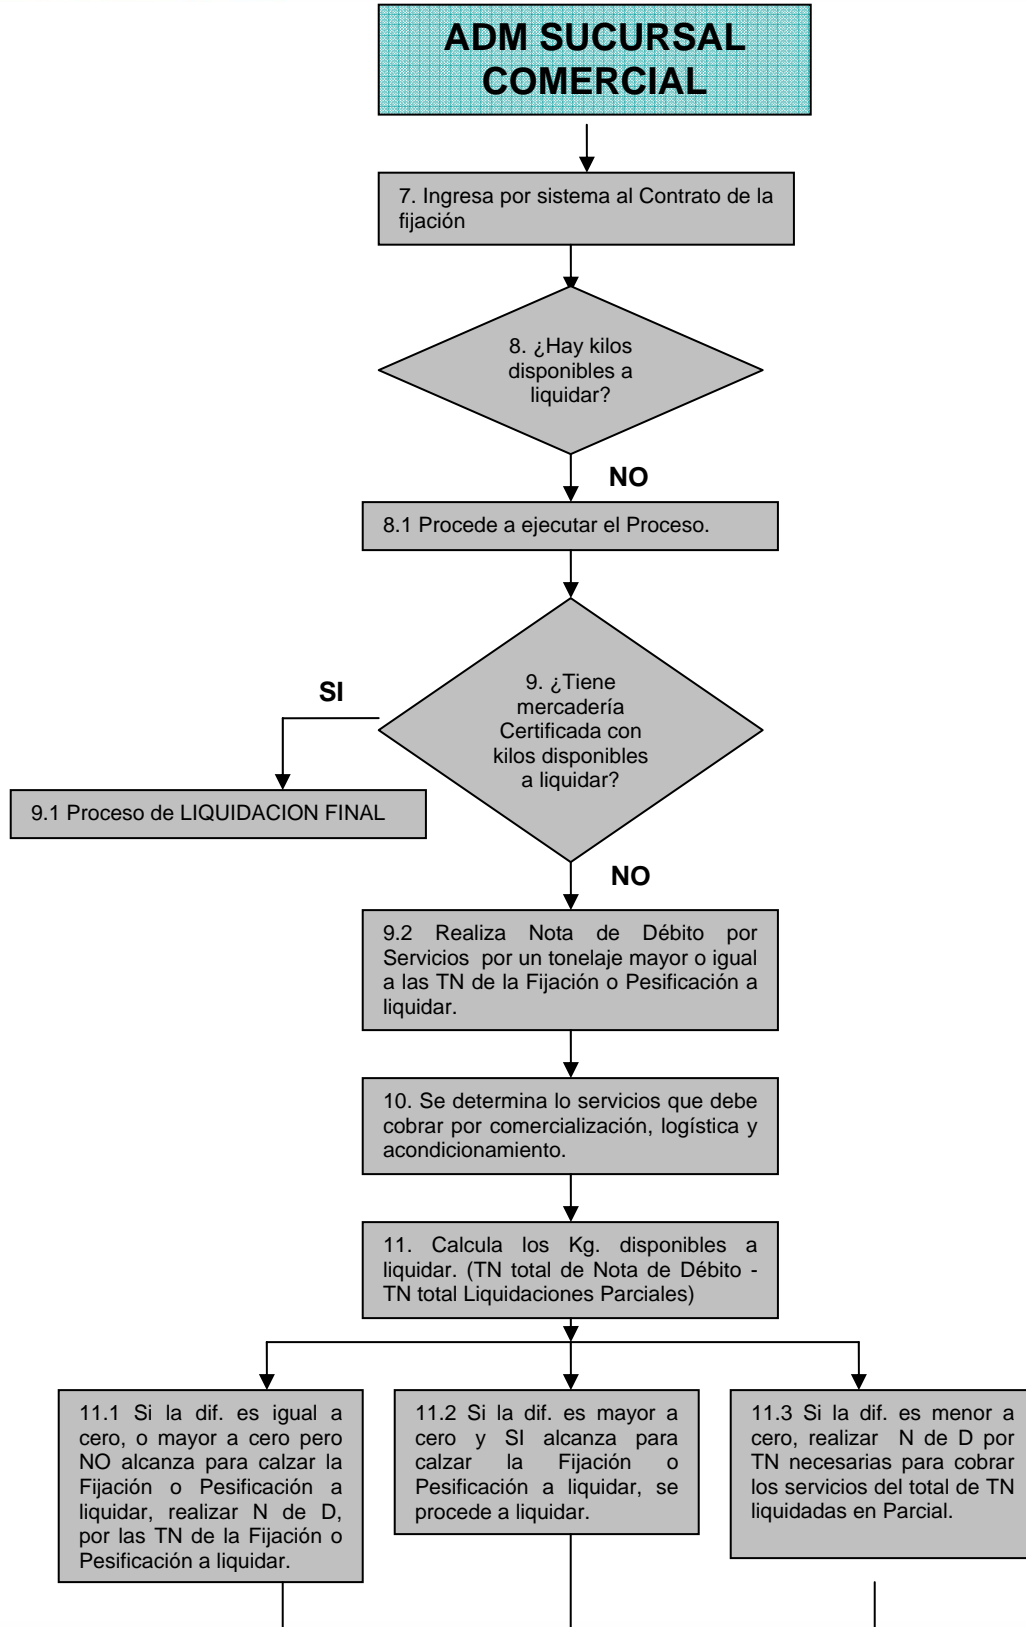 ADM SUCURSAL
COMERCIAL
7. Ingresa por sistema al Contrato de la
fijación
8. ¿Hay kilos
disponibles a
liquidar?
NO
8.1 Procede a ejecutar el Proceso.
9. ¿Tiene
mercadería
Certificada con
kilos disponibles
a liquidar?
SI
9.1 Proceso de LIQUIDACION FINAL
NO
9.2 Realiza Nota de Débito por
Servicios por un tonelaje mayor o igual
a las TN de la Fijación o Pesificación a
liquidar.
10. Se determina lo servicios que debe
cobrar por comercialización, logística y
acondicionamiento.
11. Calcula los Kg. disponibles a
liquidar. (TN total de Nota de Débito -
TN total Liquidaciones Parciales)
11.1 Si la dif. es igual a
cero, o mayor a cero pero
NO alcanza para calzar la
Fijación o Pesificación a
liquidar, realizar N de D,
por las TN de la Fijación o
Pesificación a liquidar.
11.2 Si la dif. es mayor a
cero y SI alcanza para
calzar la Fijación o
Pesificación a liquidar, se
procede a liquidar.
11.3 Si la dif. es menor a
cero, realizar N de D por
TN necesarias para cobrar
los servicios del total de TN
liquidadas en Parcial.